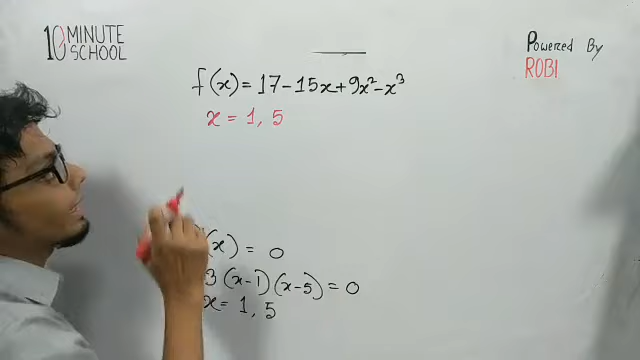 10 MINUTE SCHOOL
Powered By
ROBI
f(x) = 17 - 15x + 9x² - x³
x = 1, 5
(x) = 0
3(x-1)(x-5) = 0
x = 1, 5